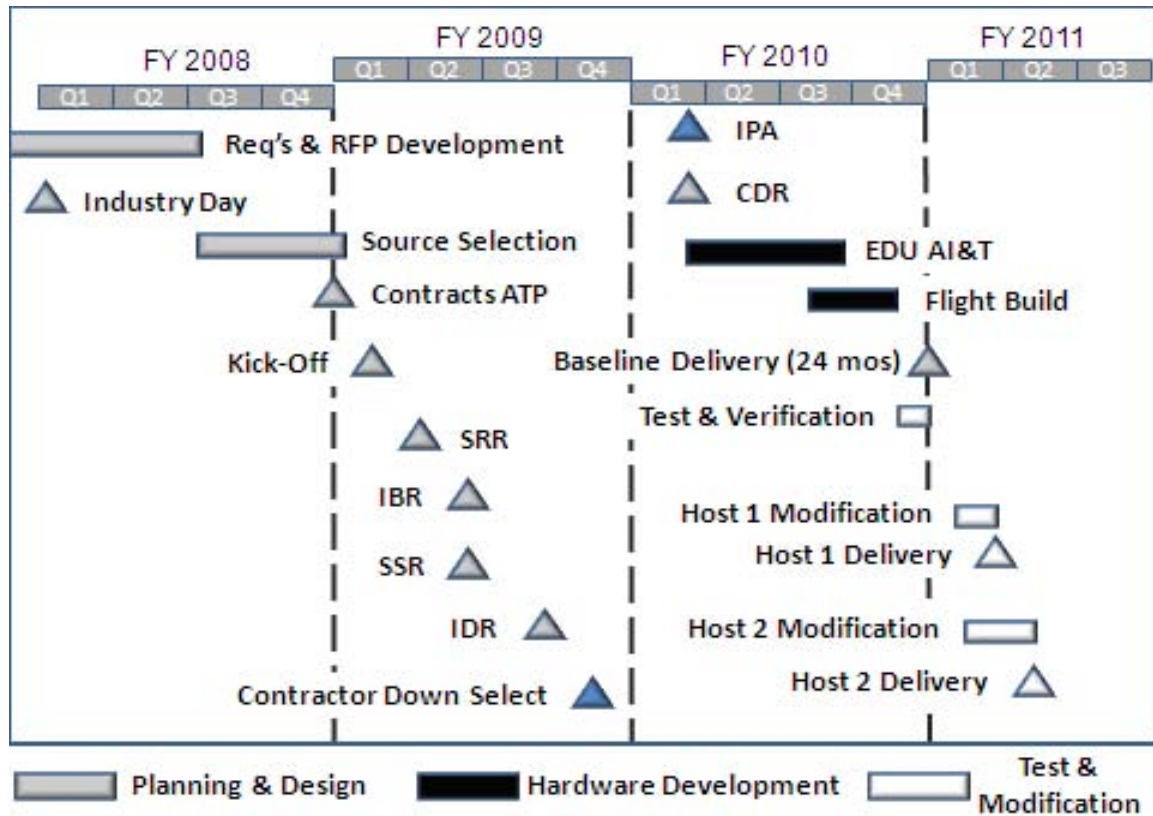 FY 2008
FY 2009
FY 2010
FY 2011
Q1 Q2 Q3 Q4
Q1 Q2 Q3 Q4
Q1 Q2 Q3 Q4
Q1 Q2 Q3
Req's & RFP Development
Industry Day
Source Selection
Contracts ATP
Kick-Off
SRR
IBR
SSR
IDR
Contractor Down Select
IPA
CDR
EDU AI&T
Flight Build
Baseline Delivery (24 mos)
Test & Verification
Host 1 Modification
Host 1 Delivery
Host 2 Modification
Host 2 Delivery
Planning & Design
Hardware Development
Test &
Modification